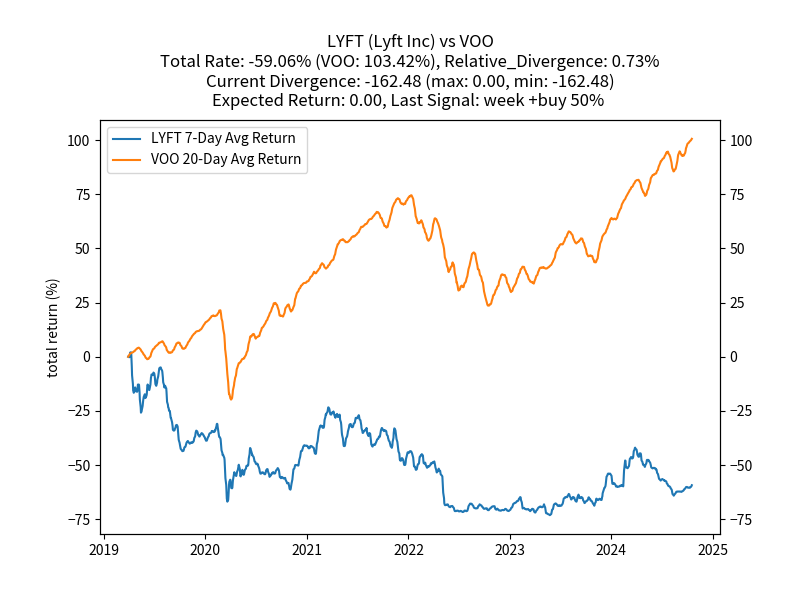 LYFT (Lyft Inc) vs VOO
Total Rate: -59.06% (VOO: 103.42%), Relative_Divergence: 0.73%
Current Divergence: -162.48 (max: 0.00, min: -162.48)
Expected Return: 0.00, Last Signal: week +buy 50%
LYFT 7-Day Avg Return
VOO 20-Day Avg Return
total return (%)
100
75
50
25
0
−25
−50
−75
100
75
50
25
0
−25
−50
−75
2019 2020 2021 2022 2023 2024 2025